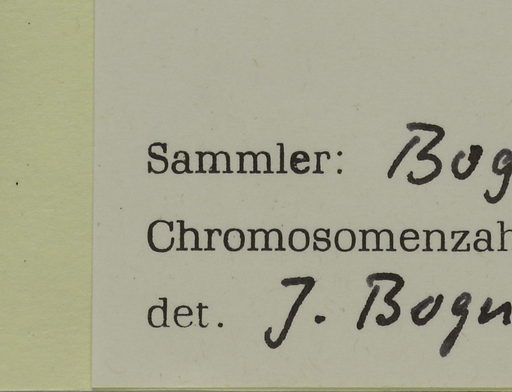 Sammler: Bog
Chromosomenzah
det. J. Bogn